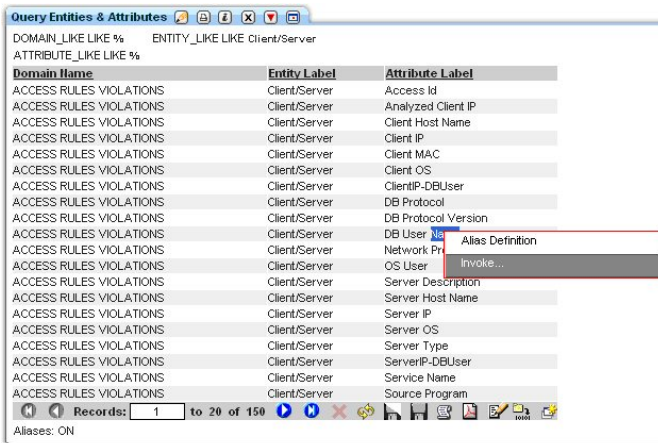 Query Entities & Attributes
DOMAIN_LIKE LIKE % ENTITY_LIKE LIKE Client/Server
ATTRIBUTE_LIKE LIKE %
Domain Name Entity Label Attribute Label
ACCESS RULES VIOLATIONS Client/Server Access Id
ACCESS RULES VIOLATIONS Client/Server Analyzed Client IP
ACCESS RULES VIOLATIONS Client/Server Client Host Name
ACCESS RULES VIOLATIONS Client/Server Client IP
ACCESS RULES VIOLATIONS Client/Server Client MAC
ACCESS RULES VIOLATIONS Client/Server Client OS
ACCESS RULES VIOLATIONS Client/Server ClientIP-DBUser
ACCESS RULES VIOLATIONS Client/Server DB Protocol
ACCESS RULES VIOLATIONS Client/Server DB Protocol Version
ACCESS RULES VIOLATIONS Client/Server DB User Na
Alias Definition
ACCESS RULES VIOLATIONS Client/Server Network Pr
Invoke...
ACCESS RULES VIOLATIONS Client/Server OS User
ACCESS RULES VIOLATIONS Client/Server Server Description
ACCESS RULES VIOLATIONS Client/Server Server Host Name
ACCESS RULES VIOLATIONS Client/Server Server IP
ACCESS RULES VIOLATIONS Client/Server Server OS
ACCESS RULES VIOLATIONS Client/Server Server Type
ACCESS RULES VIOLATIONS Client/Server ServerIP-DBUser
ACCESS RULES VIOLATIONS Client/Server Service Name
ACCESS RULES VIOLATIONS Client/Server Source Program
Records: 1 to 20 of 150
Aliases: ON